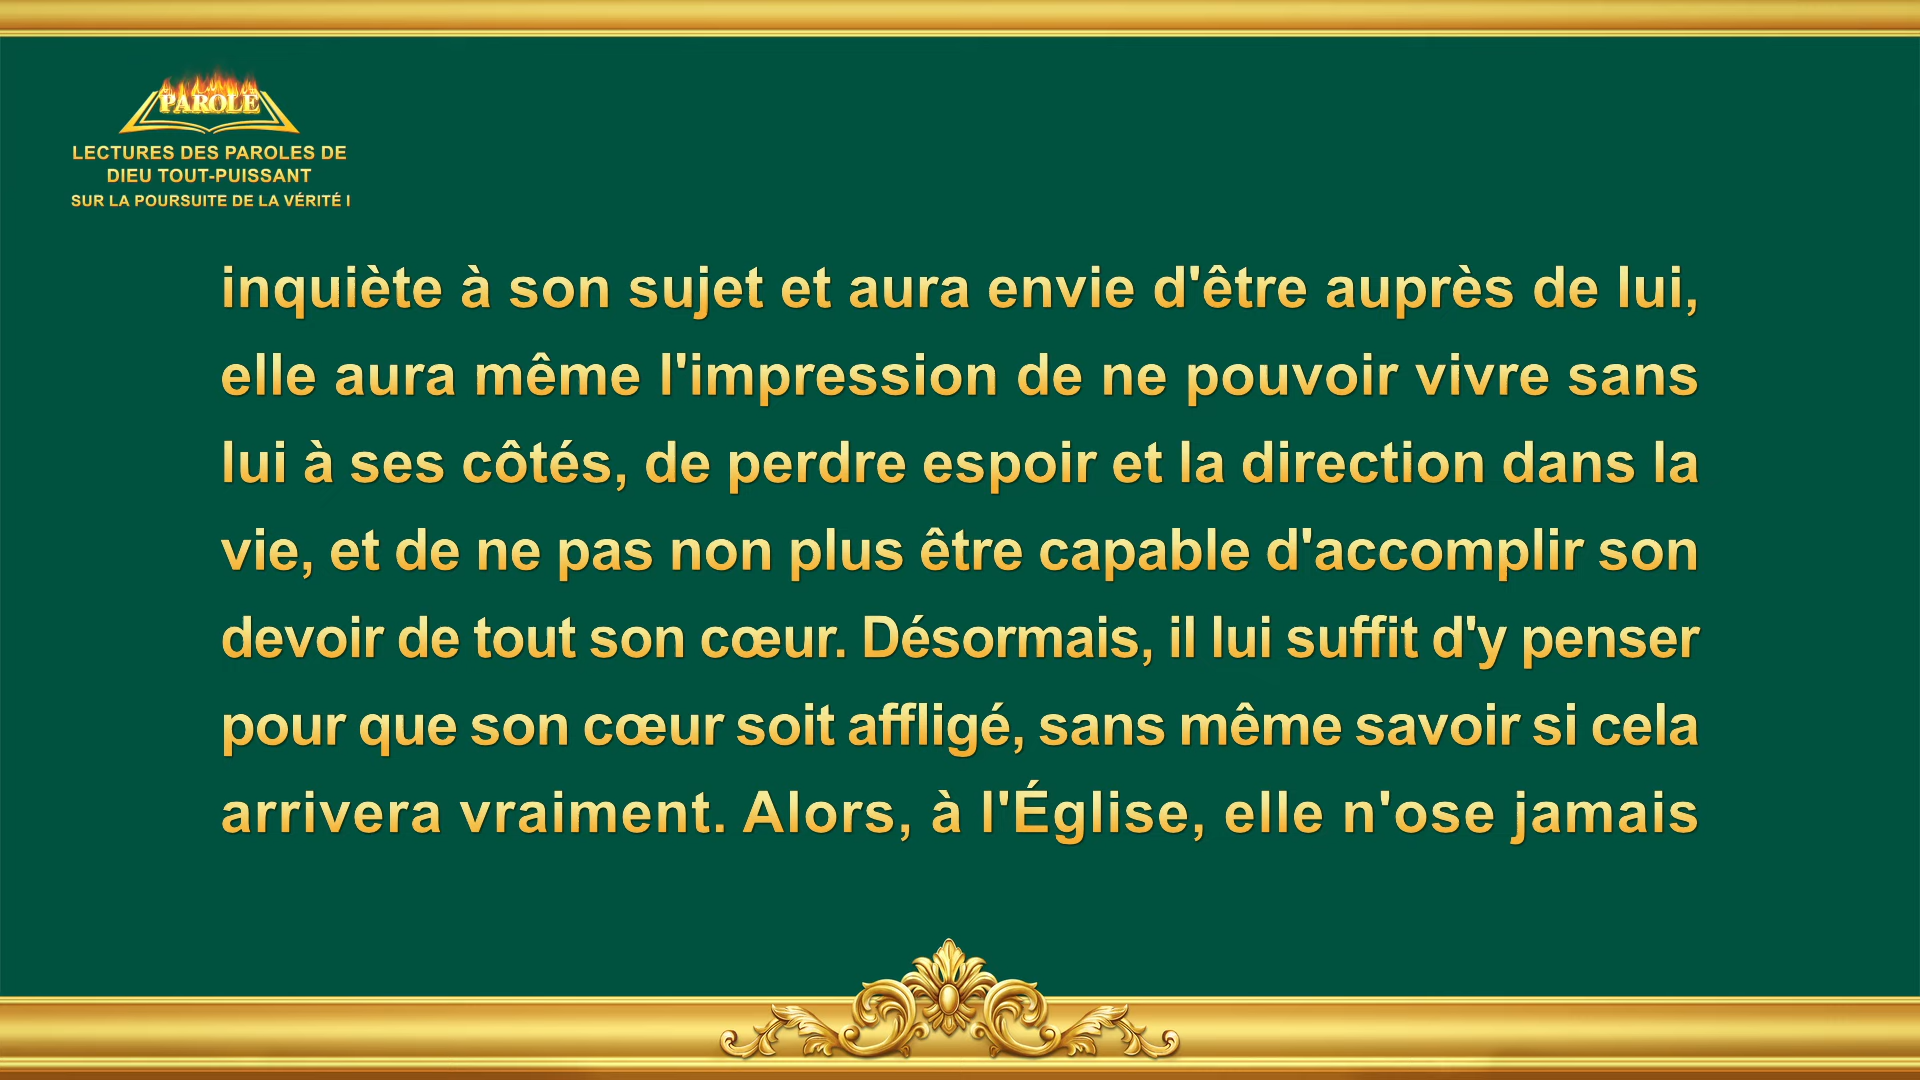 PAROLE
LECTURES DES PAROLES DE
DIEU TOUT-PUISSANT
SUR LA POURSUITE DE LA VÉRITÉ I
inquiète à son sujet et aura envie d'être auprès de lui,
elle aura même l'impression de ne pouvoir vivre sans
lui à ses côtés, de perdre espoir et la direction dans la
vie, et de ne pas non plus être capable d'accomplir son
devoir de tout son cœur. Désormais, il lui suffit d'y penser
pour que son cœur soit affligé, sans même savoir si cela
arrivera vraiment. Alors, à l'Église, elle n'ose jamais